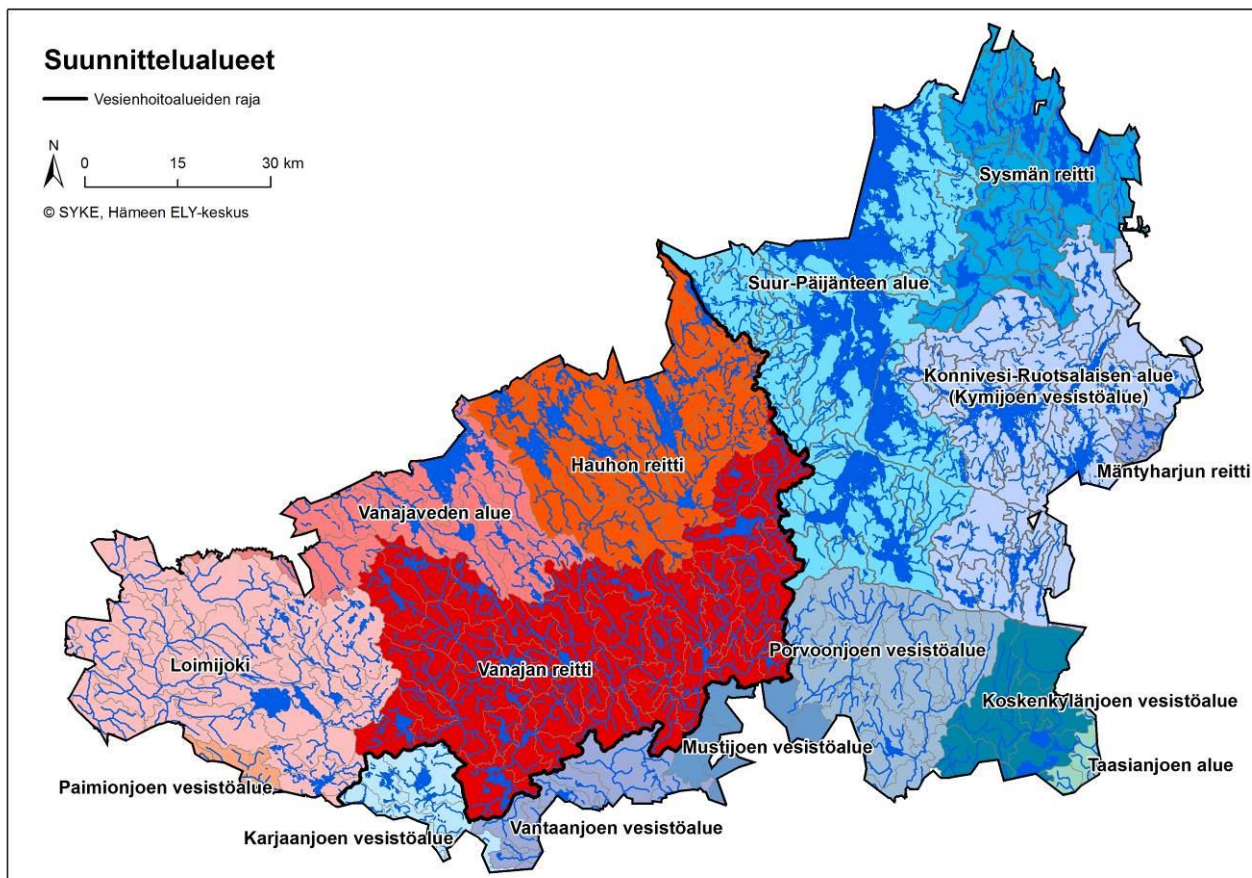 Suunnittelualueet
Vesienhoitoalueiden raja
N
0 15 30 km
© SYKE, Hämeen ELY-keskus
Sysmän reitti
Suur-Päijänteen alue
Konnivesi-Ruotsalaisen alue
(Kymijoen vesistöalue)
Mäntyharjun reitti
Hauhon reitti
Vanajaveden alue
Loimijoki
Vanajan reitti
Porvoonjoen vesistöalue
Koskenkylänjoen vesistöalue
Mustijoen vesistöalue
Taasianjoen alue
Paimionjoen vesistöalue
Vantaanjoen vesistöalue
Karjaanjoen vesistöalue